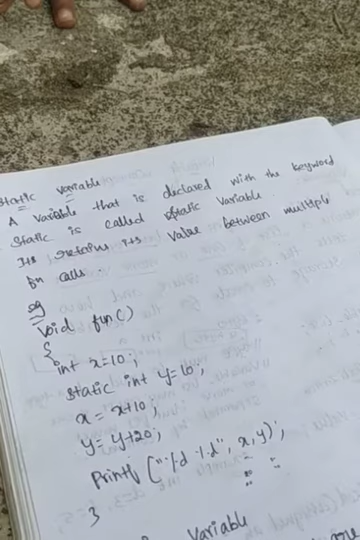 Static variable
A variable that is declared with the keyword
Static is called Static Variable
Its retains its value between multiple
fn calls
eg
Void fun()
{
int x=10;
Static int y=10;
x = x+10;
y = y+20;
Printf ("%d %d", x,y);
}
Variable